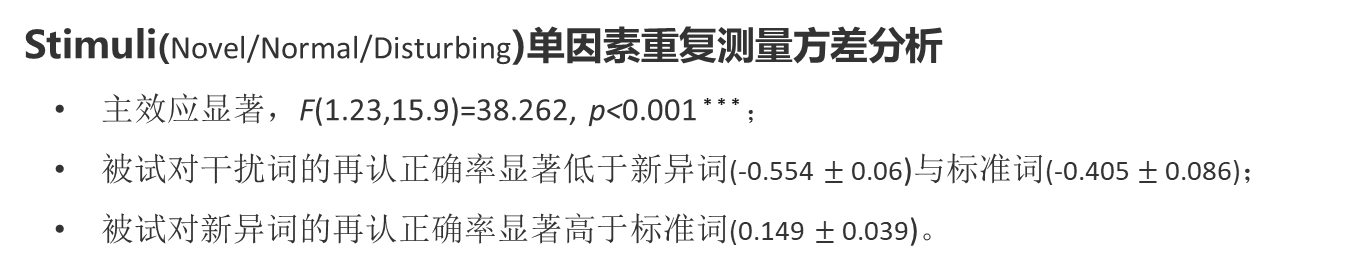 Stimuli(Novel/Normal/Disturbing)单因素重复测量方差分析
• 主效应显著，F(1.23,15.9)=38.262, p<0.001***；
• 被试对干扰词的再认正确率显著低于新异词(-0.554 ± 0.06)与标准词(-0.405 ± 0.086)；
• 被试对新异词的再认正确率显著高于标准词(0.149 ± 0.039)。